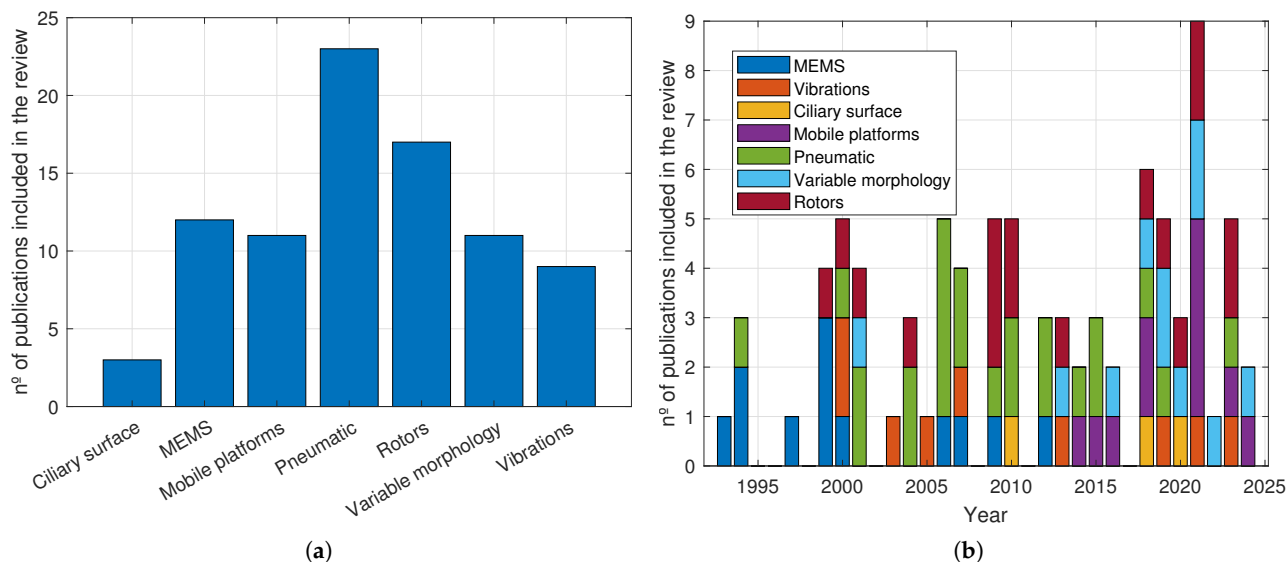 25
20
15
10
5
0
nº of publications included in the review
Ciliary surface
MEMS
Mobile platforms
Pneumatic
Rotors
Variable morphology
Vibrations
(a)
9
8
7
6
5
4
3
2
1
0
nº of publications included in the review
MEMS
Vibrations
Ciliary surface
Mobile platforms
Pneumatic
Variable morphology
Rotors
1995
2000
2005
2010
2015
2020
2025
Year
(b)